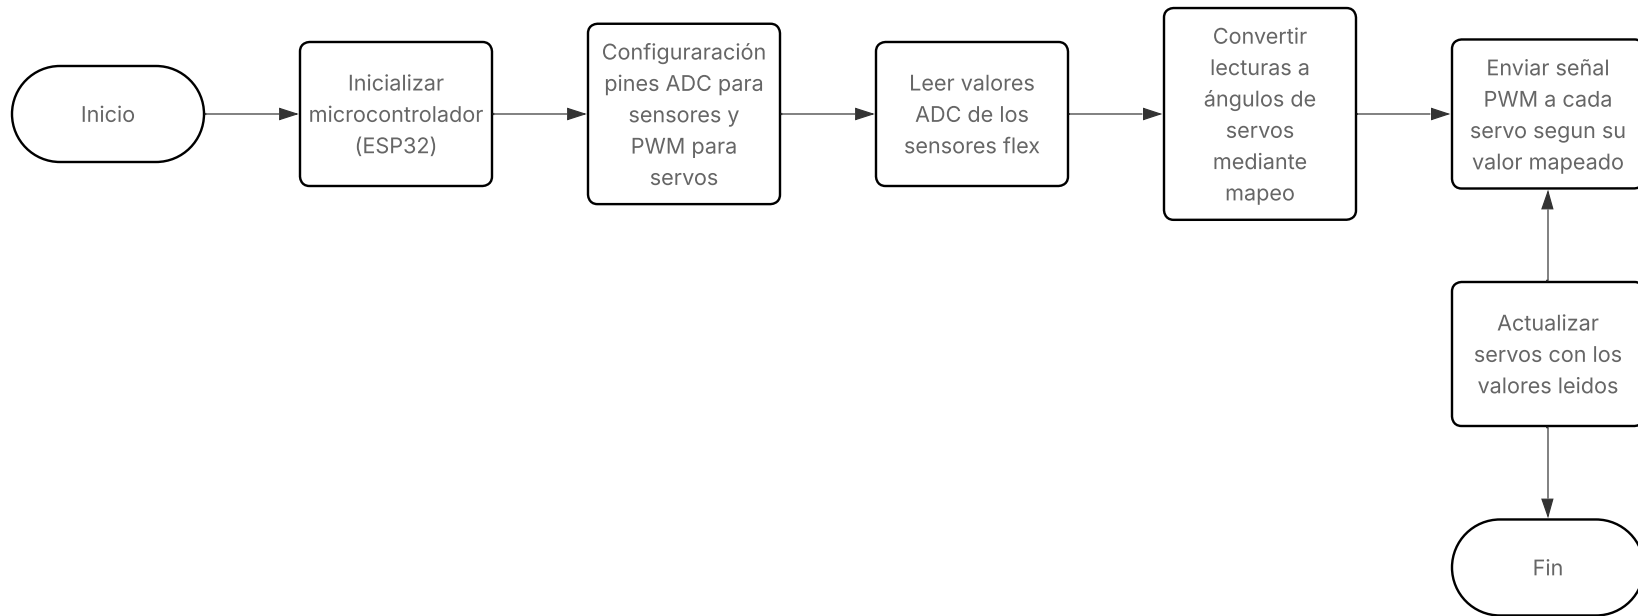 Inicio
Inicializar
microcontrolador
(ESP32)
Configuraración
pines ADC para
sensores y
PWM para
servos
Leer valores
ADC de los
sensores flex
Convertir
lecturas a
ángulos de
servos
mediante
mapeo
Enviar señal
PWM a cada
servo segun su
valor mapeado
Actualizar
servos con los
valores leidos
Fin